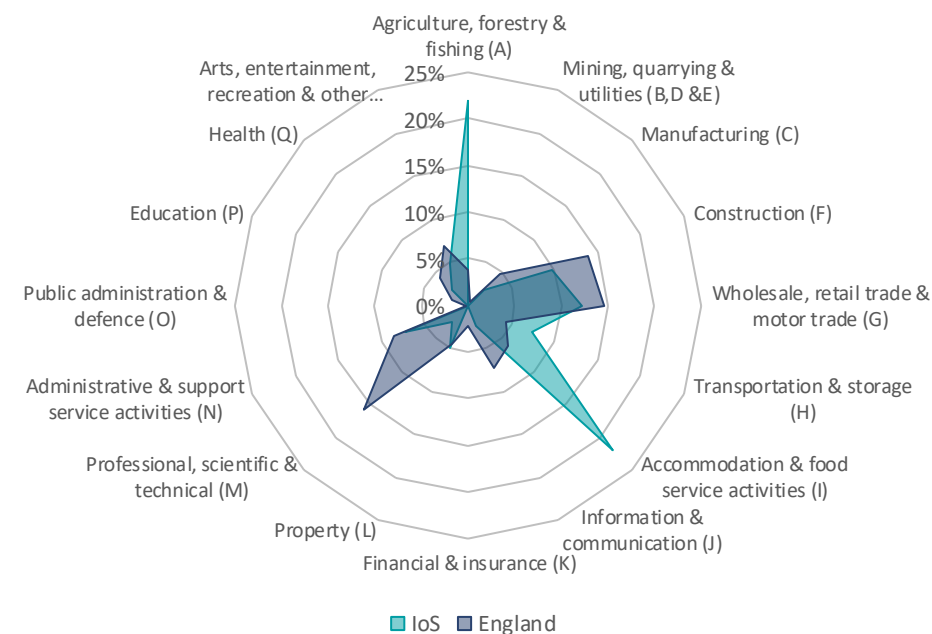 Agriculture, forestry &
fishing (A)
Mining, quarrying &
utilities (B,D &E)
Manufacturing (C)
Construction (F)
Wholesale, retail trade &
motor trade (G)
Transportation & storage
(H)
Accommodation & food
service activities (I)
Information &
communication (J)
Financial & insurance (K)
Property (L)
Professional, scientific &
technical (M)
Administrative & support
service activities (N)
Public administration &
defence (O)
Education (P)
Health (Q)
Arts, entertainment,
recreation & other...
25%
20%
15%
10%
5%
0%
IoS
England